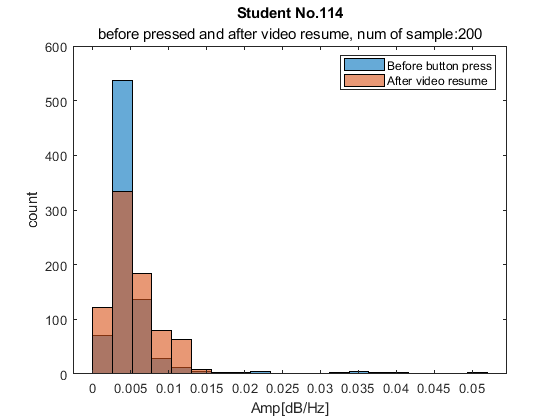 Student No.114
before pressed and after video resume, num of sample:200
600
500
400
300
200
100
0
count
Before button press
After video resume
0 0.005 0.01 0.015 0.02 0.025 0.03 0.035 0.04 0.045 0.05
Amp[dB/Hz]